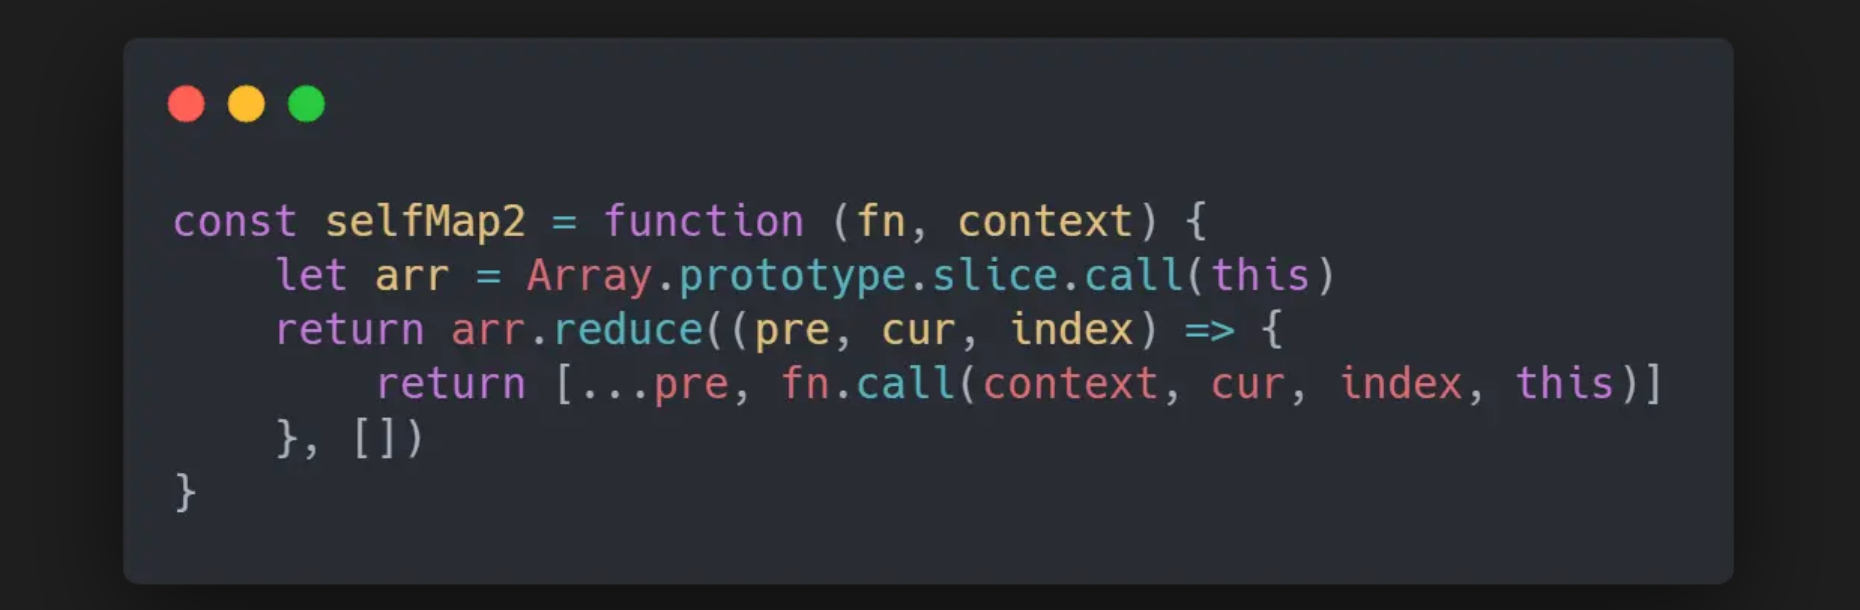 const selfMap2 = function (fn, context) {
    let arr = Array.prototype.slice.call(this)
    return arr.reduce((pre, cur, index) => {
        return [...pre, fn.call(context, cur, index, this)]
    }, [])
}